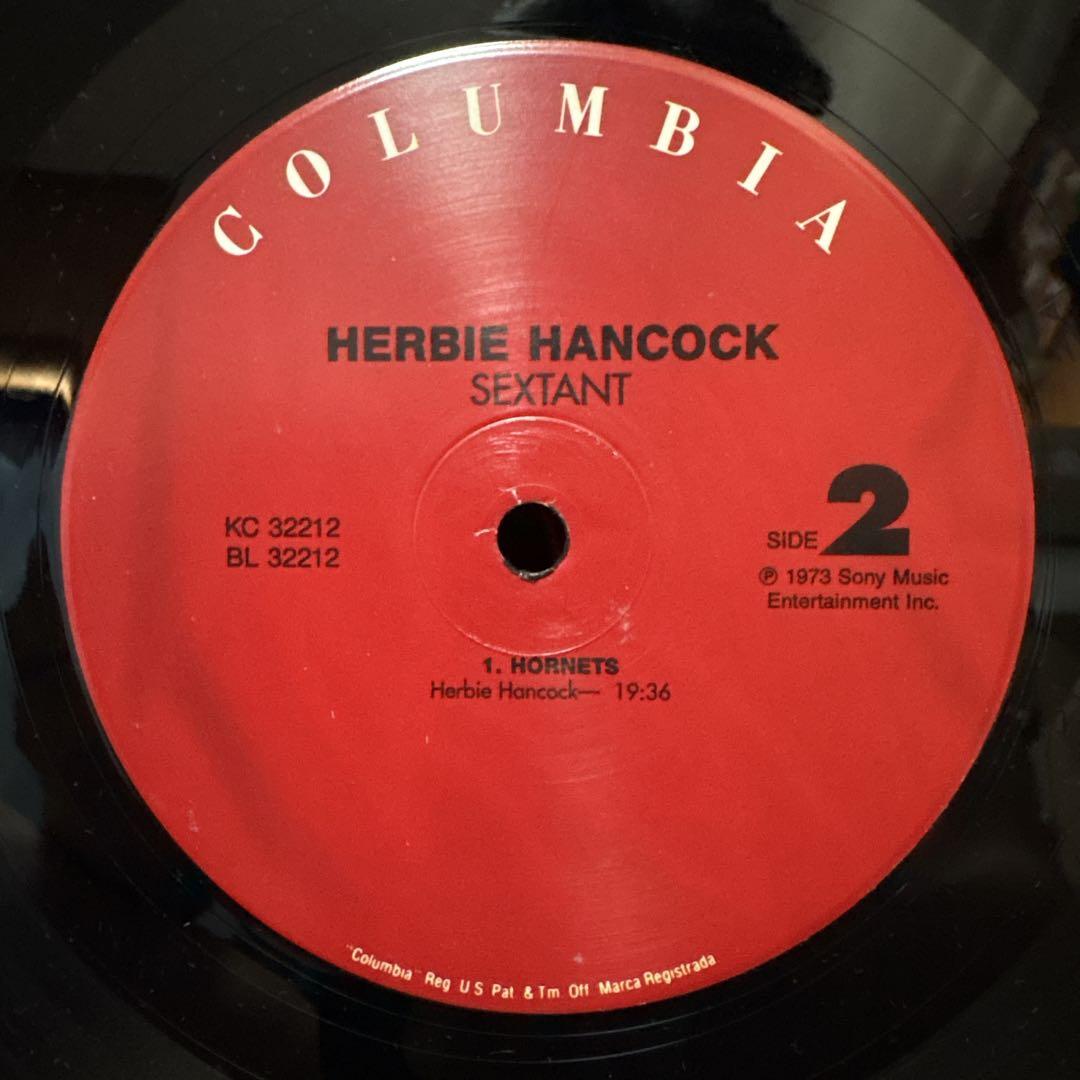 COLUMBIA
HERBIE HANCOCK
SEXTANT
KC 32212
BL 32212
SIDE 2
℗ 1973 Sony Music
Entertainment Inc.
1. HORNETS
Herbie Hancock— 19:36
"Columbia" Reg U S Pat & Tm Off Marca Registrada